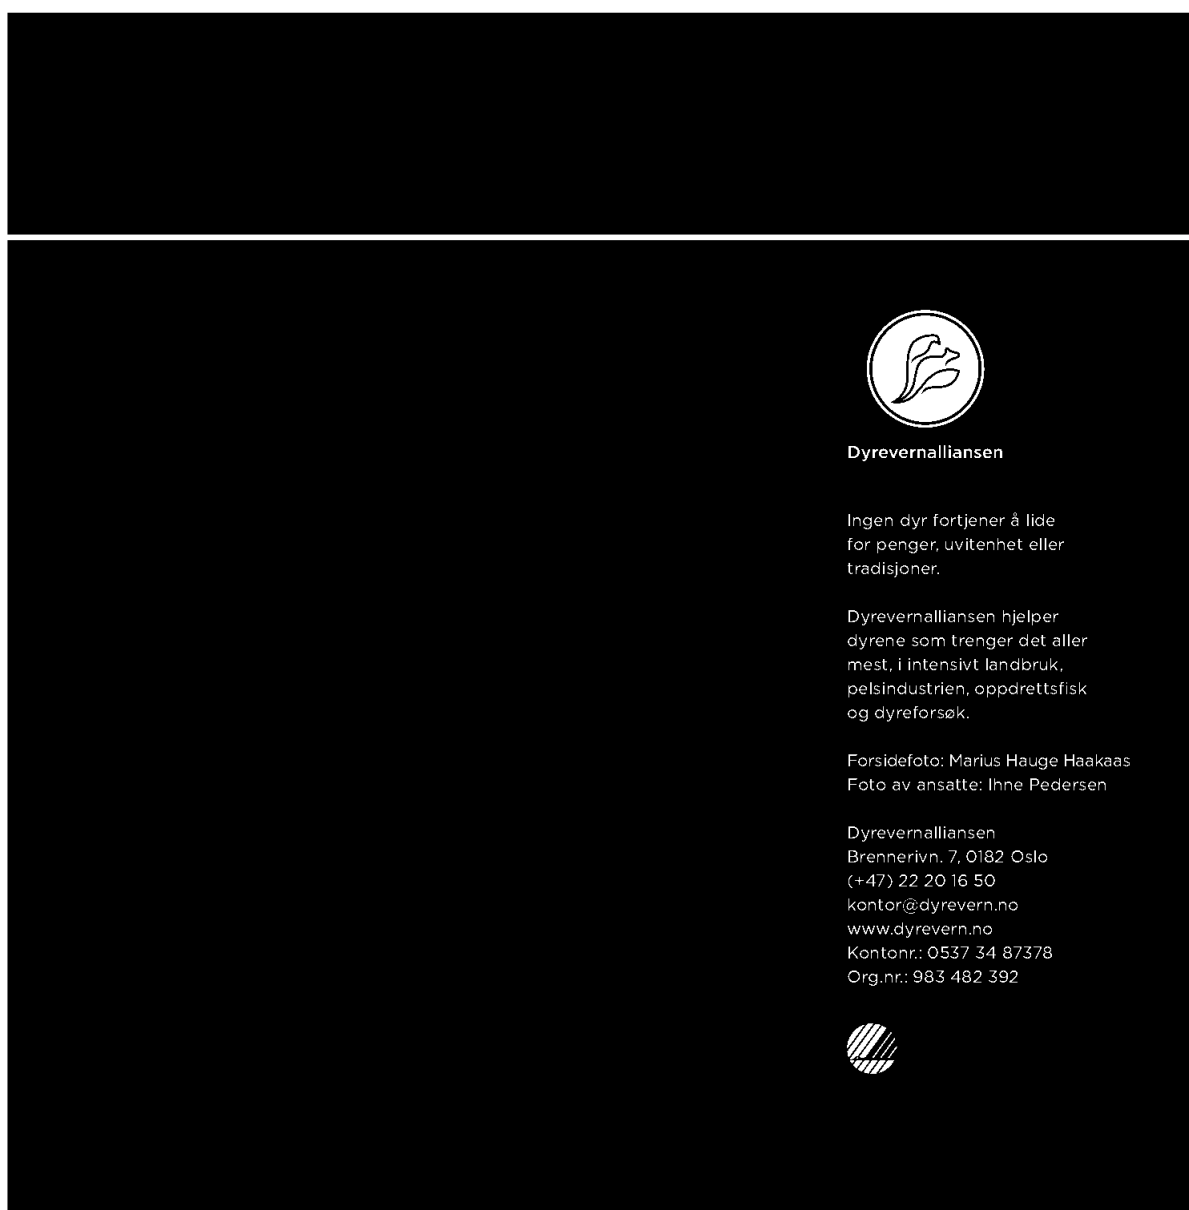 Dyrevernalliansen
Ingen dyr fortjener å lide
for penger, uvitenhet eller
tradisjoner.
Dyrevernalliansen hjelper
dyrene som trenger det aller
mest, i intensivt landbruk,
pelsindustrien, oppdrettsfisk
og dyreforsøk.
Forsidefoto: Marius Hauge Haakaas
Foto av ansatte: Ihne Pedersen
Dyrevernalliansen
Brennerivn. 7, 0182 Oslo
(+47) 22 20 16 50
kontor@dyrevern.no
www.dyrevern.no
Kontonr.: 0537 34 87378
Org.nr.: 983 482 392